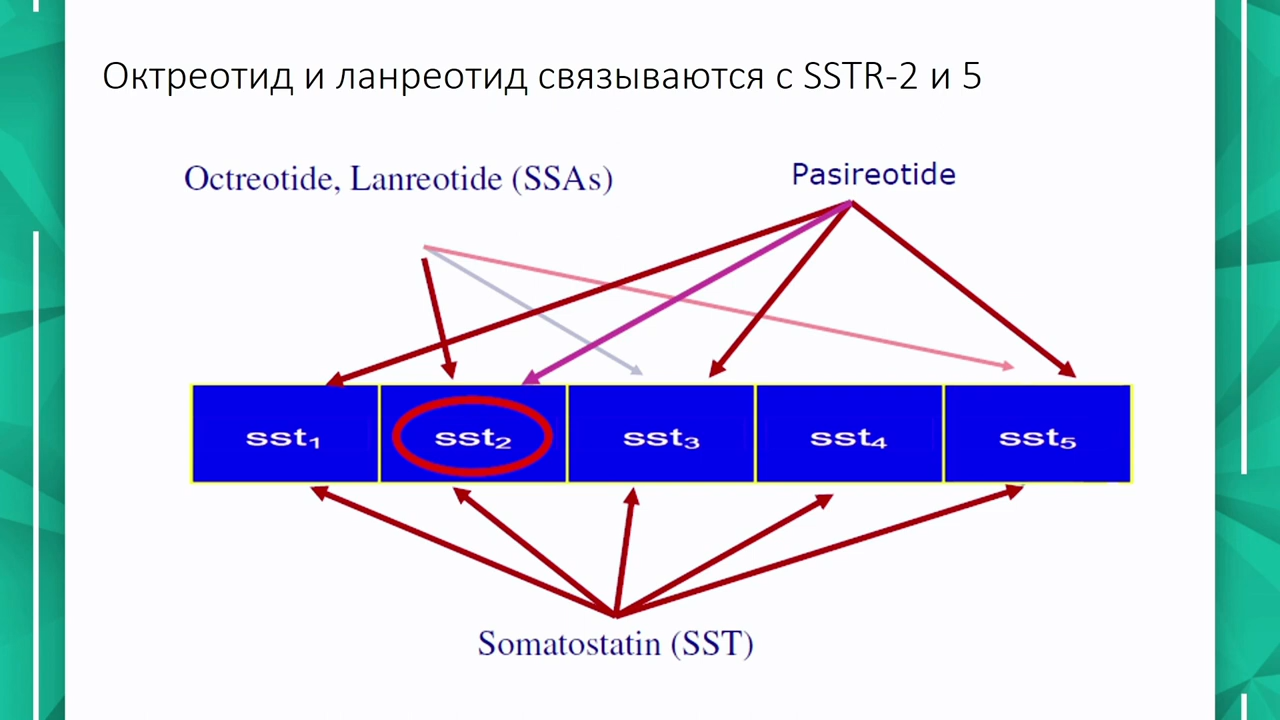 Октреотид и ланреотид связываются с SSTR-2 и 5
Octreotide, Lanreotide (SSAs)
Pasireotide
sst₁ sst₂ sst₃ sst₄ sst₅
Somatostatin (SST)